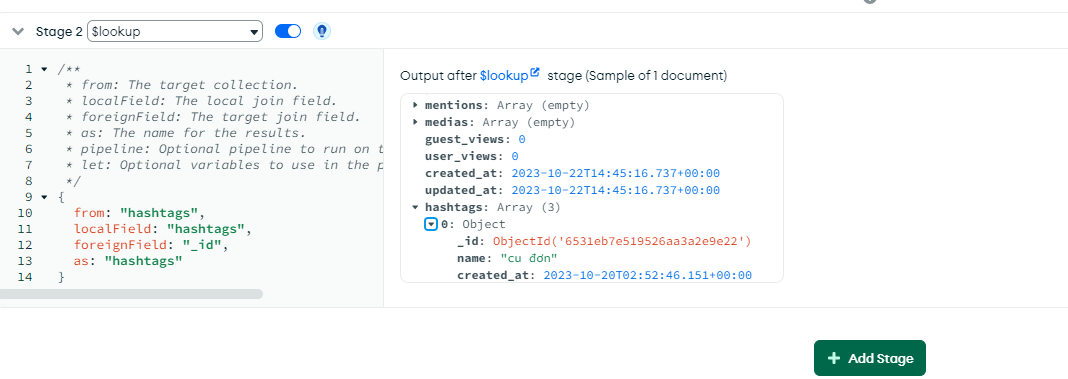 Stage 2 $lookup
1 /**
2 * from: The target collection.
3 * localField: The local join field.
4 * foreignField: The target join field.
5 * as: The name for the results.
6 * pipeline: Optional pipeline to run on t
7 * let: Optional variables to use in the p
8 */
9 {
10 from: "hashtags",
11 localField: "hashtags",
12 foreignField: "_id",
13 as: "hashtags"
14 }
Output after $lookup stage (Sample of 1 document)
mentions: Array (empty)
medias: Array (empty)
guest_views: 0
user_views: 0
created_at: 2023-10-22T14:45:16.737+00:00
updated_at: 2023-10-22T14:45:16.737+00:00
hashtags: Array (3)
0: Object
_id: ObjectId('6531eb7e519526aa3a2e9e22')
name: "cu đơn"
created_at: 2023-10-20T02:52:46.151+00:00
+ Add Stage